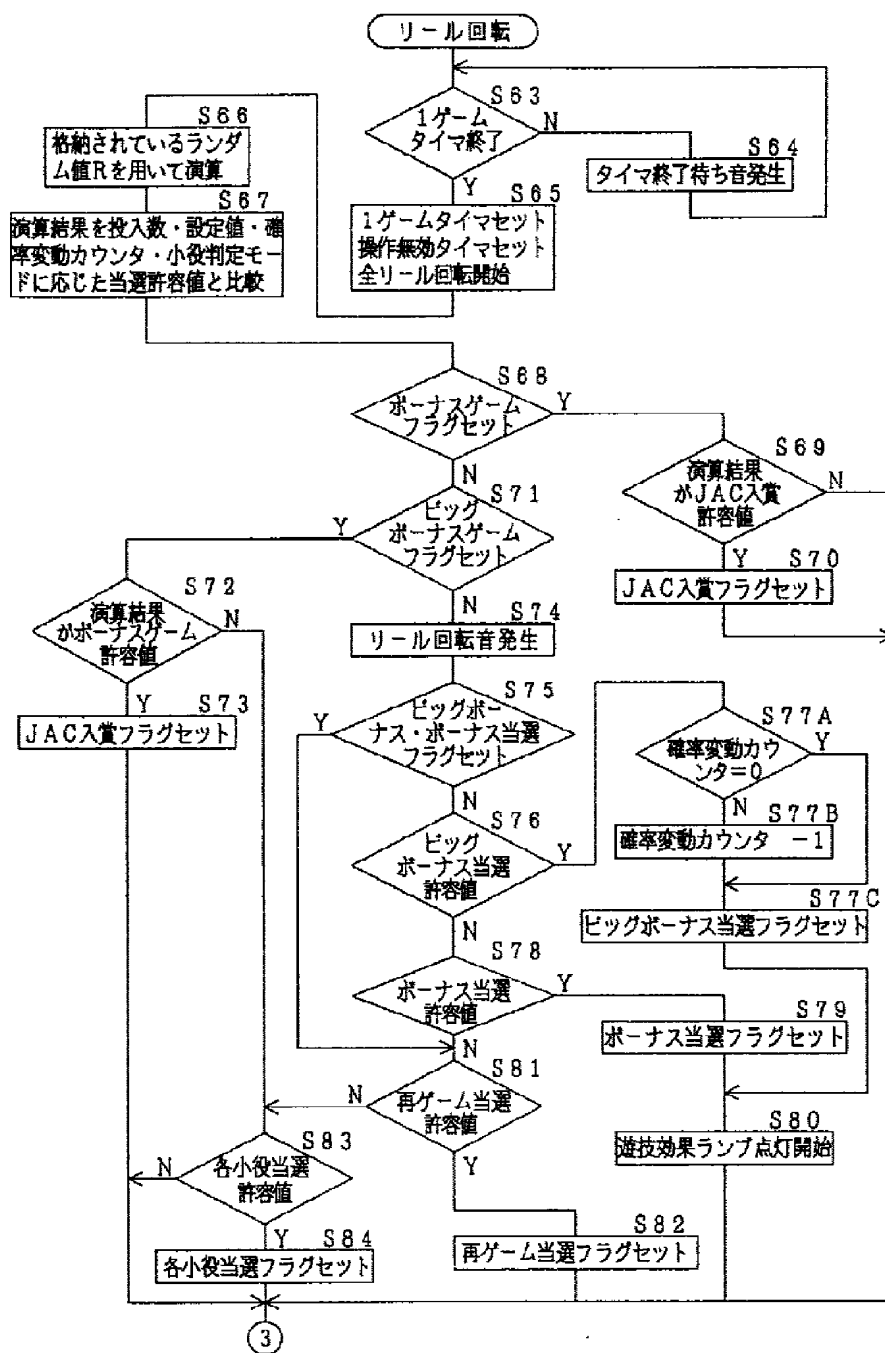 リール回転
S63
1ゲーム
タイマ終了
N
S64
タイマ終了待ち音発生
Y
S65
1ゲームタイマセット
操作無効タイマセット
全リール回転開始
S66
格納されているランダ
ム値Rを用いて演算
S67
演算結果を投入数・設定値・確
率変動カウンタ・小役判定モー
ドに応じた当選許容値と比較
S68
ボーナスゲーム
フラグセット
Y
N
S69
演算結果
がJAC入賞
許容値
N
Y
S70
JAC入賞フラグセット
S71
ビッグ
ボーナスゲーム
フラグセット
Y
N
S72
演算結果
がボーナスゲーム
許容値
N
Y
S73
JAC入賞フラグセット
S74
リール回転音発生
S75
ビッグボー
ナス・ボーナス当選
フラグセット
Y
N
S76
ビッグ
ボーナス当選
許容値
Y
N
S77A
確率変動カウ
ンタ=0
Y
N
S77B
確率変動カウンタ −1
S77C
ビッグボーナス当選フラグセット
S78
ボーナス当選
許容値
Y
N
S79
ボーナス当選フラグセット
S80
遊技効果ランプ点灯開始
S81
再ゲーム当選
許容値
N
Y
S82
再ゲーム当選フラグセット
S83
各小役当選
許容値
N
Y
S84
各小役当選フラグセット
3